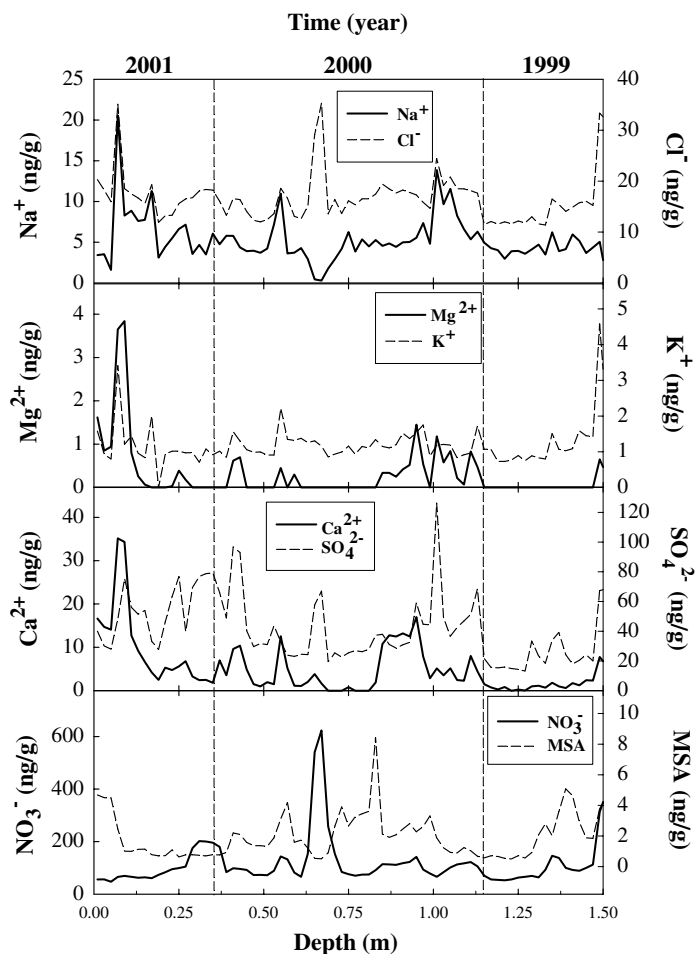 Time (year)
2001 2000 1999
25 20 15 10 5 0
Na⁺ (ng/g)
Na⁺
Cl⁻
40 30 20 10 0
Cl⁻ (ng/g)
4 3 2 1 0
Mg²⁺ (ng/g)
Mg²⁺
K⁺
5 4 3 2 1 0
K⁺ (ng/g)
40 30 20 10 0
Ca²⁺ (ng/g)
Ca²⁺
SO₄²⁻
120 100 80 60 40 20 0
SO₄²⁻ (ng/g)
600 400 200 0
NO₃⁻ (ng/g)
NO₃⁻
MSA
10 8 6 4 2 0
MSA (ng/g)
0.00 0.25 0.50 0.75 1.00 1.25 1.50
Depth (m)